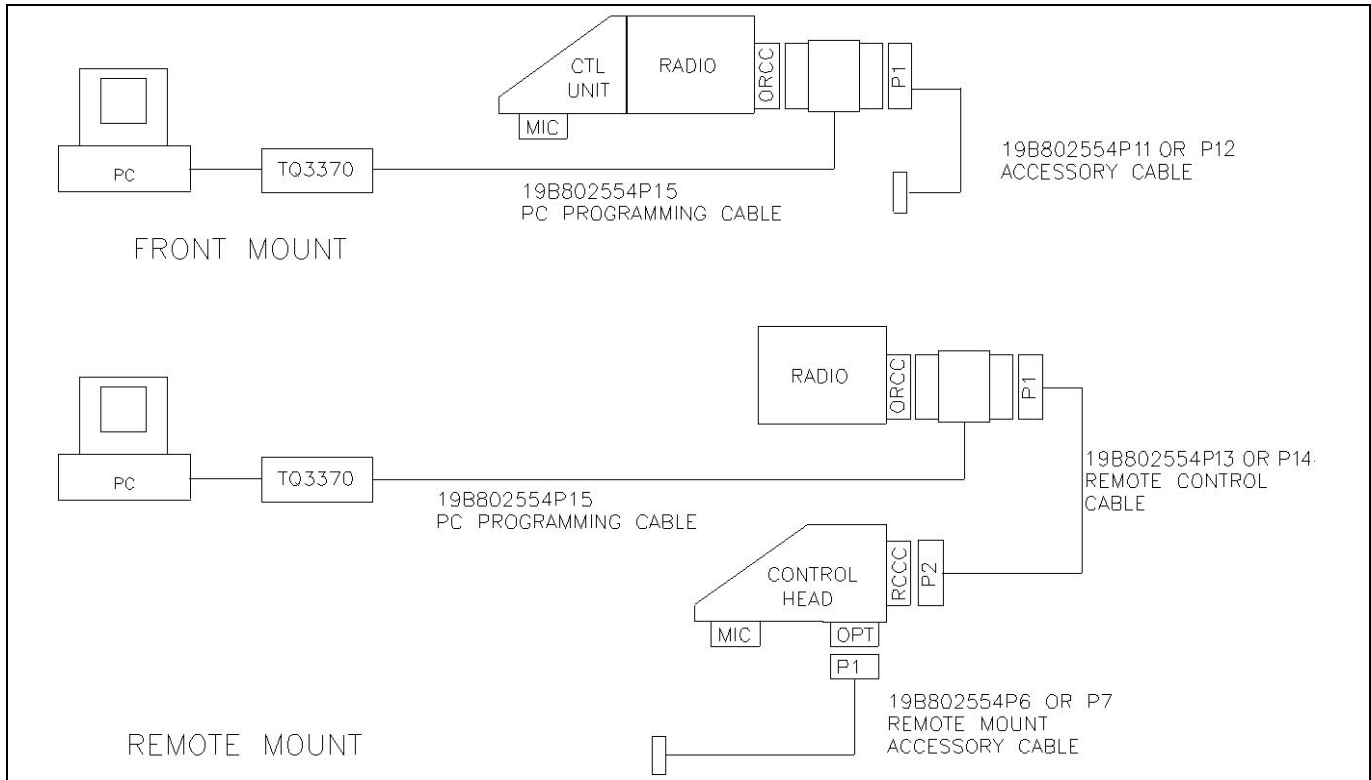 CTL
UNIT
RADIO
ORCC
P1
MIC
PC
TQ3370
19B802554P15
PC PROGRAMMING CABLE
19B802554P11 OR P12
ACCESSORY CABLE
FRONT MOUNT
RADIO
ORCC
P1
PC
TQ3370
19B802554P15
PC PROGRAMMING CABLE
19B802554P13 OR P14
REMOTE CONTROL
CABLE
CONTROL
HEAD
RCCC
P2
MIC
OPT
P1
19B802554P6 OR P7
REMOTE MOUNT
ACCESSORY CABLE
REMOTE MOUNT